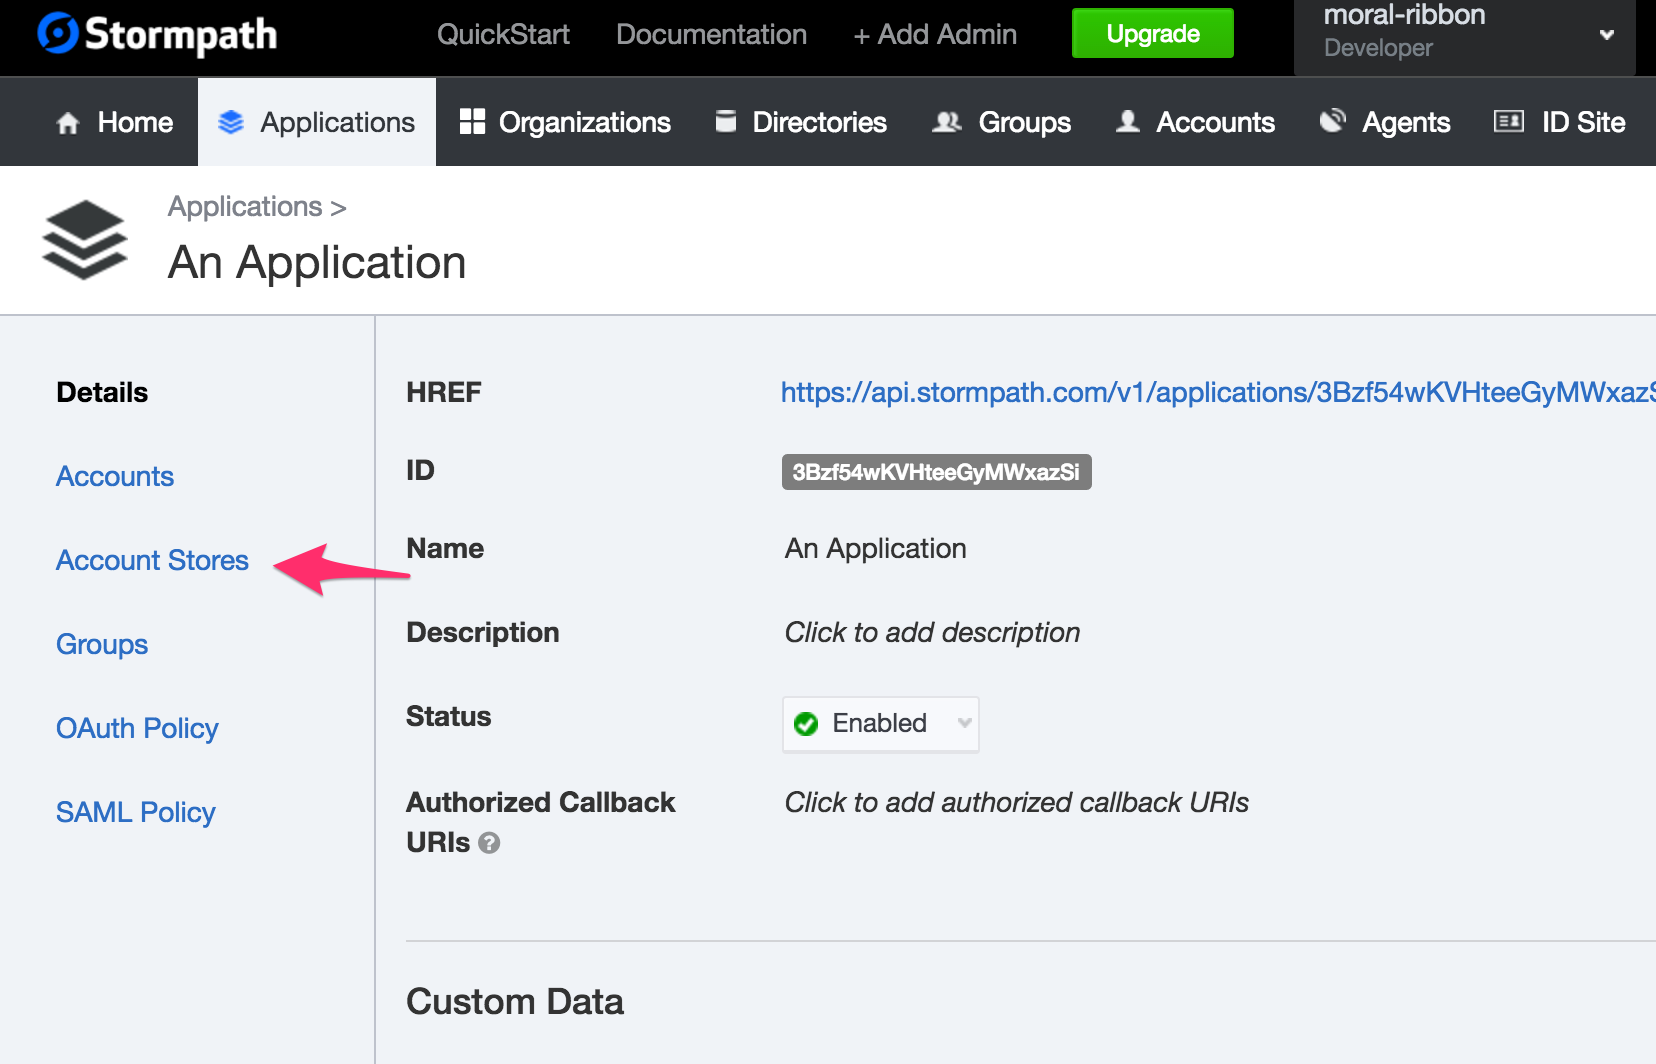 Stormpath
QuickStart Documentation + Add Admin Upgrade
moral-ribbon
Developer
Home Applications Organizations Directories Groups Accounts Agents ID Site
Applications >
An Application
Details
Accounts
Account Stores
Groups
OAuth Policy
SAML Policy
HREF https://api.stormpath.com/v1/applications/3Bzf54wKVHteeGyMWxazS
ID 3Bzf54wKVHteeGyMWxazSi
Name An Application
Description Click to add description
Status Enabled
Authorized Callback Click to add authorized callback URIs
URIs ?
Custom Data